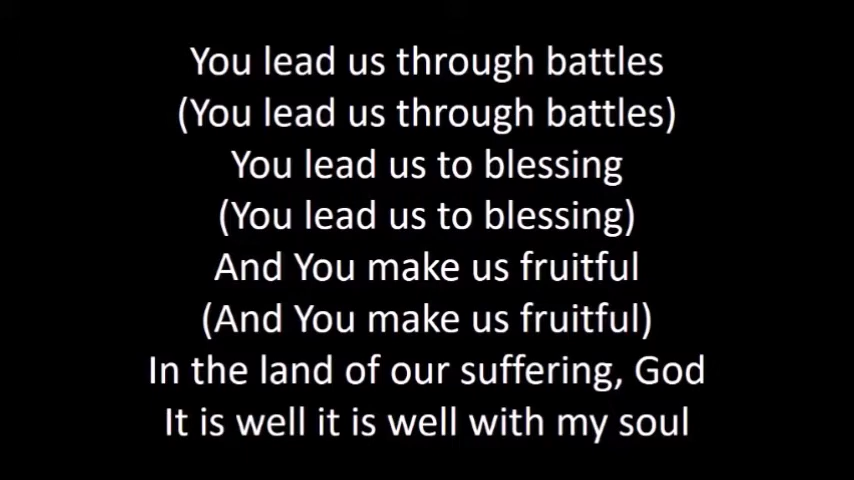 You lead us through battles
(You lead us through battles)
You lead us to blessing
(You lead us to blessing)
And You make us fruitful
(And You make us fruitful)
In the land of our suffering, God
It is well it is well with my soul